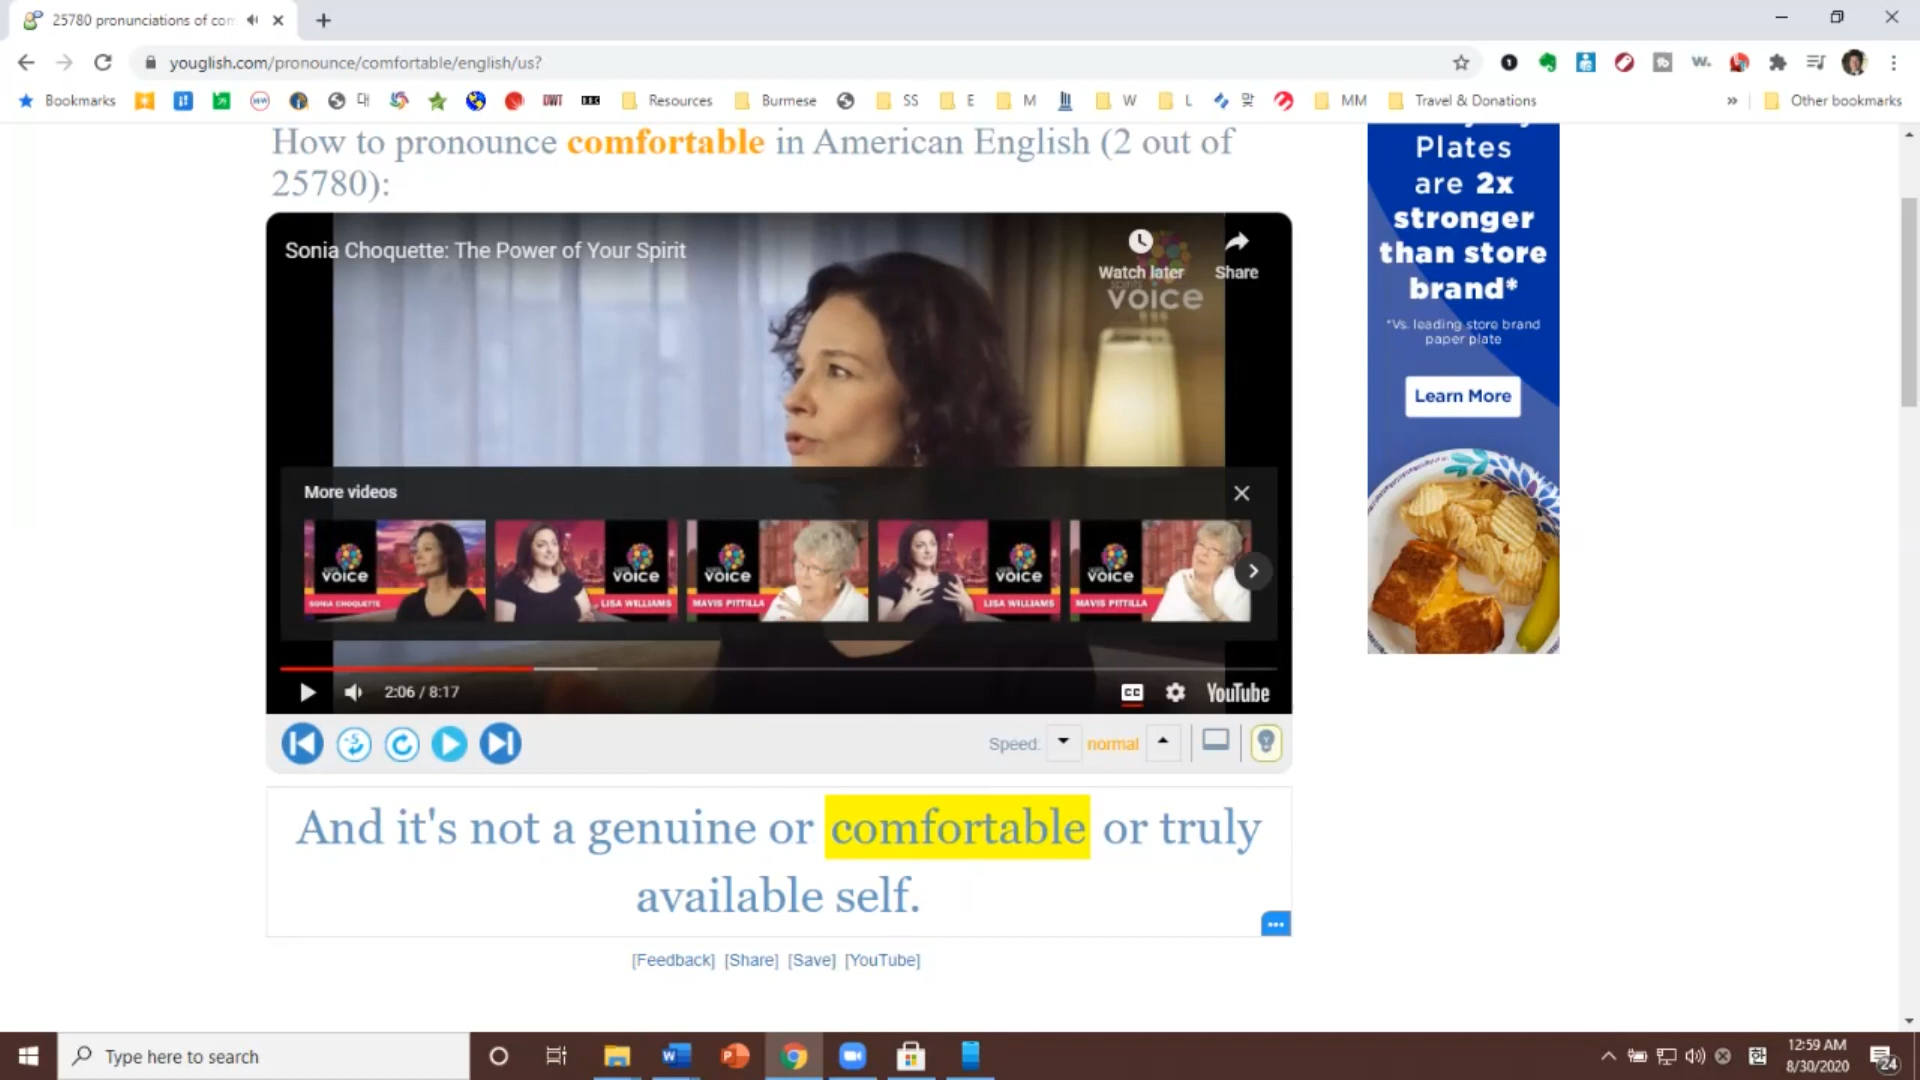 25780 pronunciations of com
youglish.com/pronounce/comfortable/english/us?
Bookmarks
Resources
Burmese
SS
E
M
W
L
맞
MM
Travel & Donations
»
Other bookmarks
How to pronounce comfortable in American English (2 out of
25780):
Sonia Choquette: The Power of Your Spirit
Watch later
Share
VOICE
More videos
VOICE
SONIA CHOQUETTE
VOICE
LISA WILLIAMS
VOICE
MAVIS PITTILLA
VOICE
LISA WILLIAMS
VOICE
MAVIS PITTILLA
2:06 / 8:17
CC
YouTube
Speed:
normal
And it's not a genuine or comfortable or truly
available self.
[Feedback] [Share] [Save] [YouTube]
Plates
are 2x
stronger
than store
brand*
*Vs. leading store brand
paper plate
Learn More
Type here to search
한
12:59 AM
8/30/2020
24